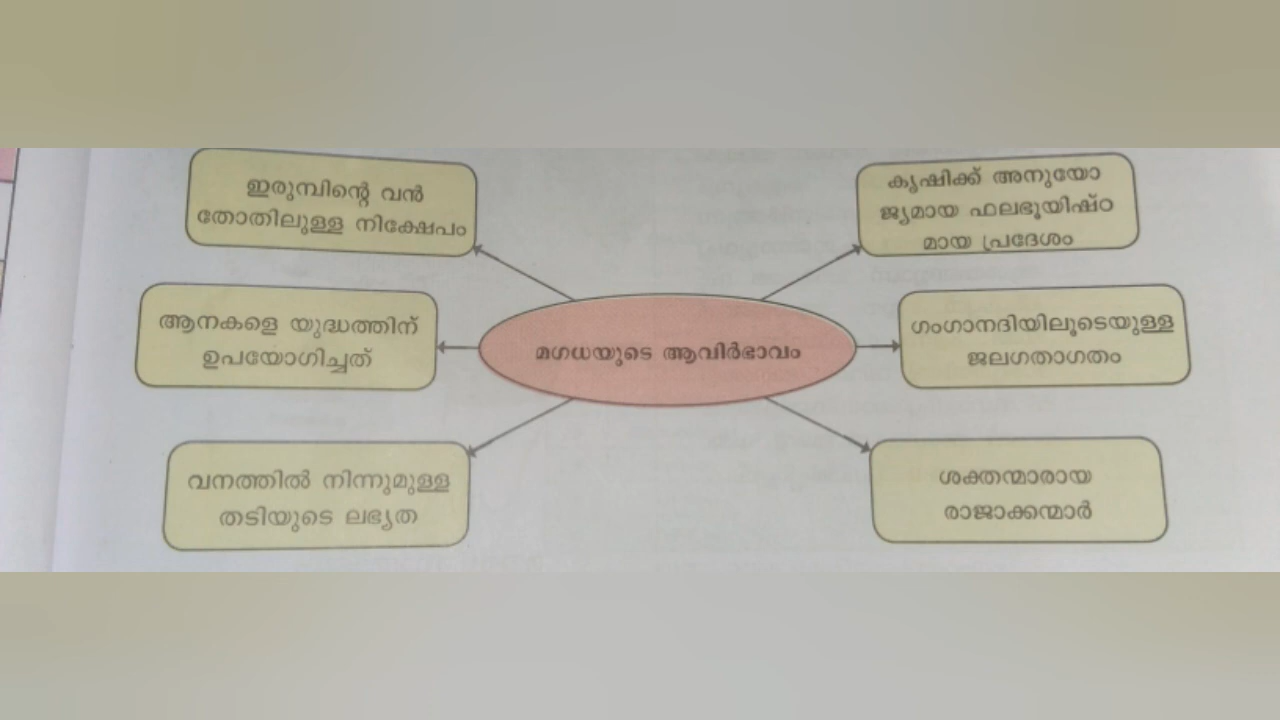 ഇരുമ്പിന്റെ വൻ
തോതിലുള്ള നിക്ഷേപം
കൃഷിക്ക് അനുയോ
ജ്യമായ ഫലഭൂയിഷ്ഠ
മായ പ്രദേശം
ആനകളെ യുദ്ധത്തിന്
ഉപയോഗിച്ചത്
മഗധയുടെ ആവിർഭാവം
ഗംഗാനദിയിലൂടെയുള്ള
ജലഗതാഗതം
വനത്തിൽ നിന്നുമുള്ള
തടിയുടെ ലഭ്യത
ശക്തന്മാരായ
രാജാക്കന്മാർ